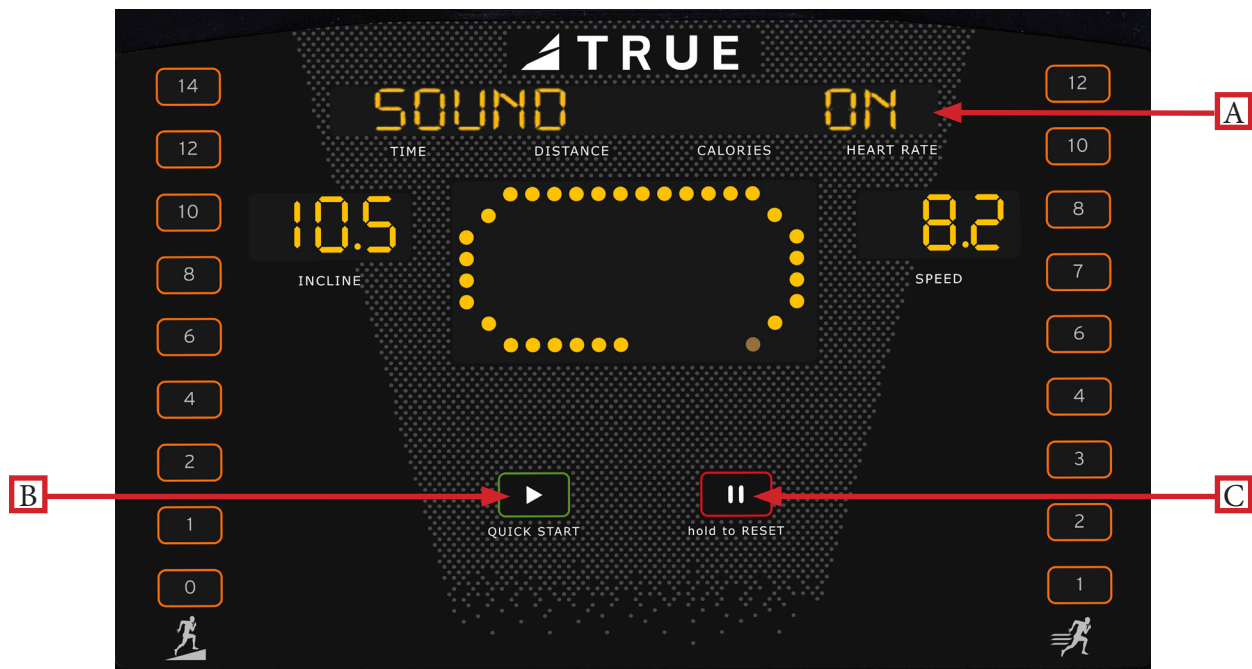 TRUE
14
12
SOUND ON
A
12
10
TIME DISTANCE CALORIES HEART RATE
10
8
10.5
8.2
8
7
INCLINE
SPEED
6
6
4
4
2
3
B
C
QUICK START
hold to RESET
1
2
0
1